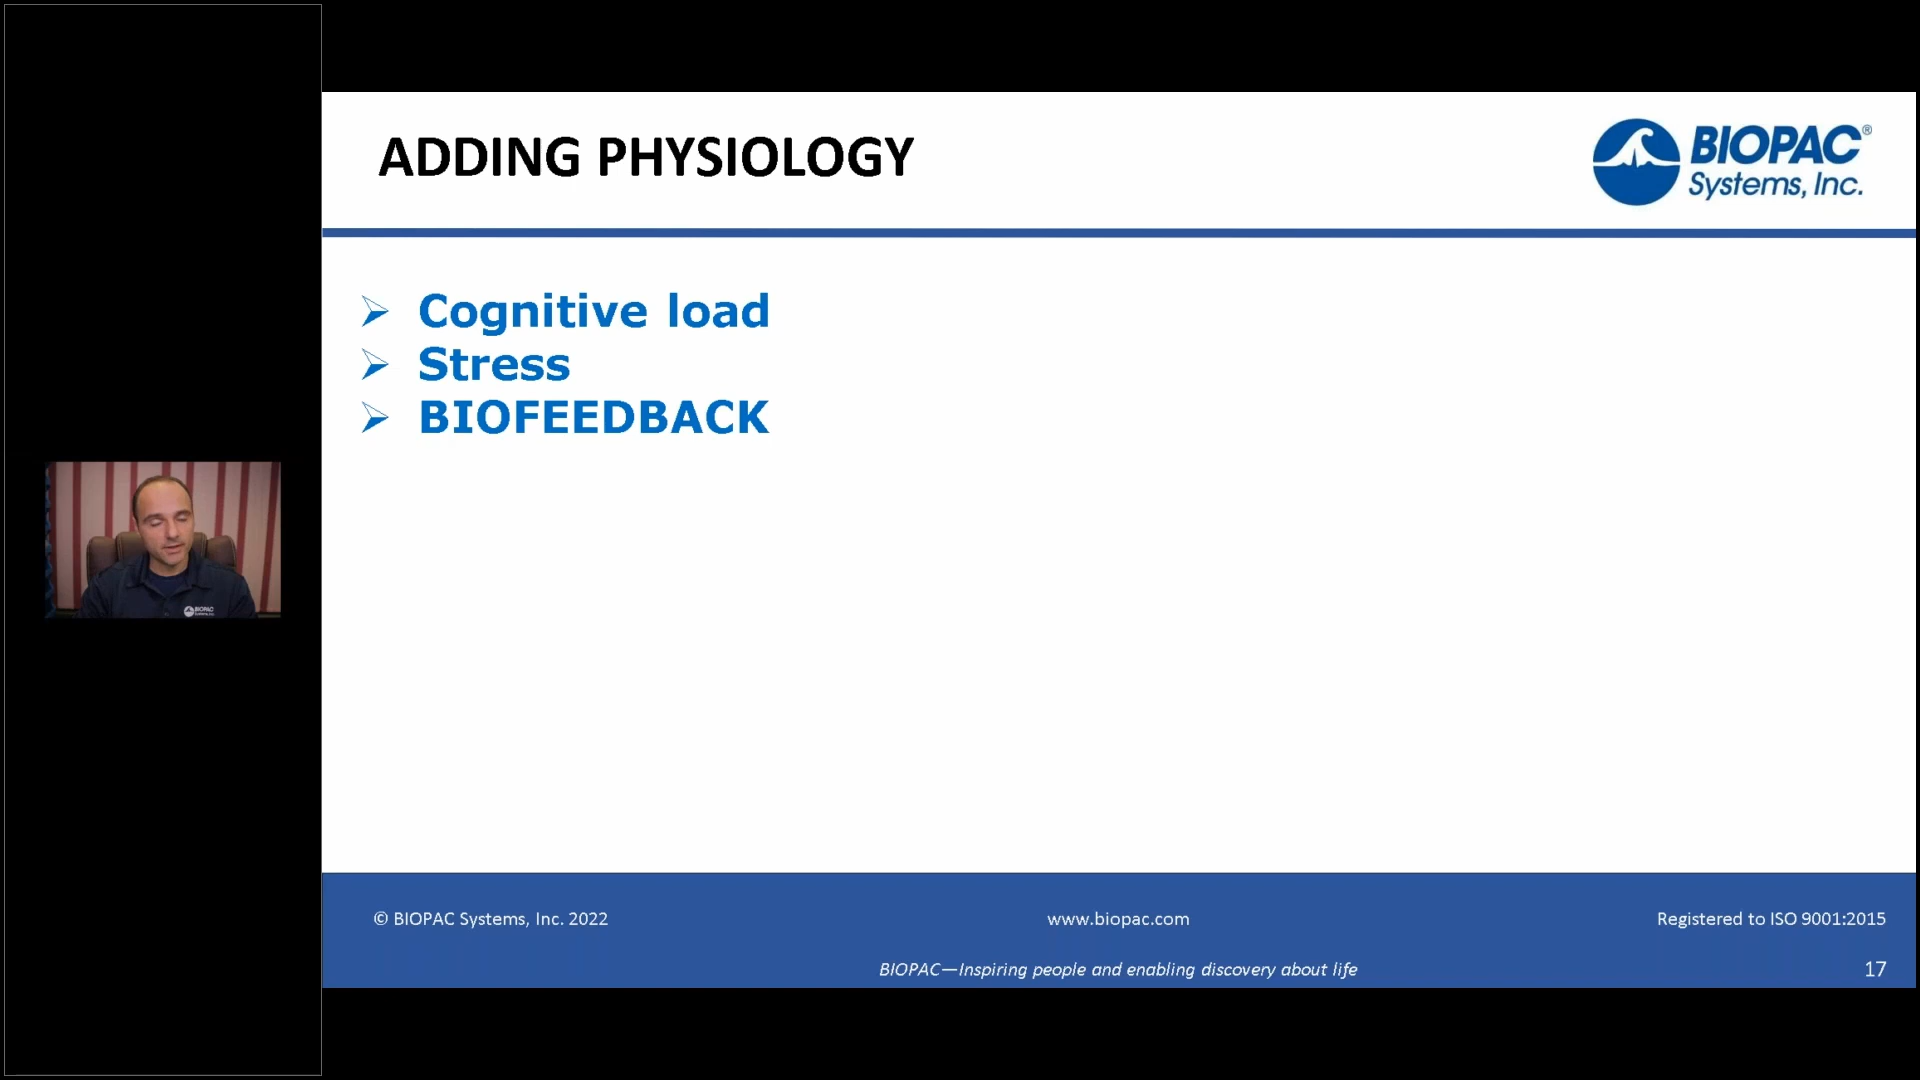 ADDING PHYSIOLOGY
BIOPAC®
Systems, Inc.
Cognitive load
Stress
BIOFEEDBACK
BIOPAC
© BIOPAC Systems, Inc. 2022
www.biopac.com
Registered to ISO 9001:2015
BIOPAC—Inspiring people and enabling discovery about life
17